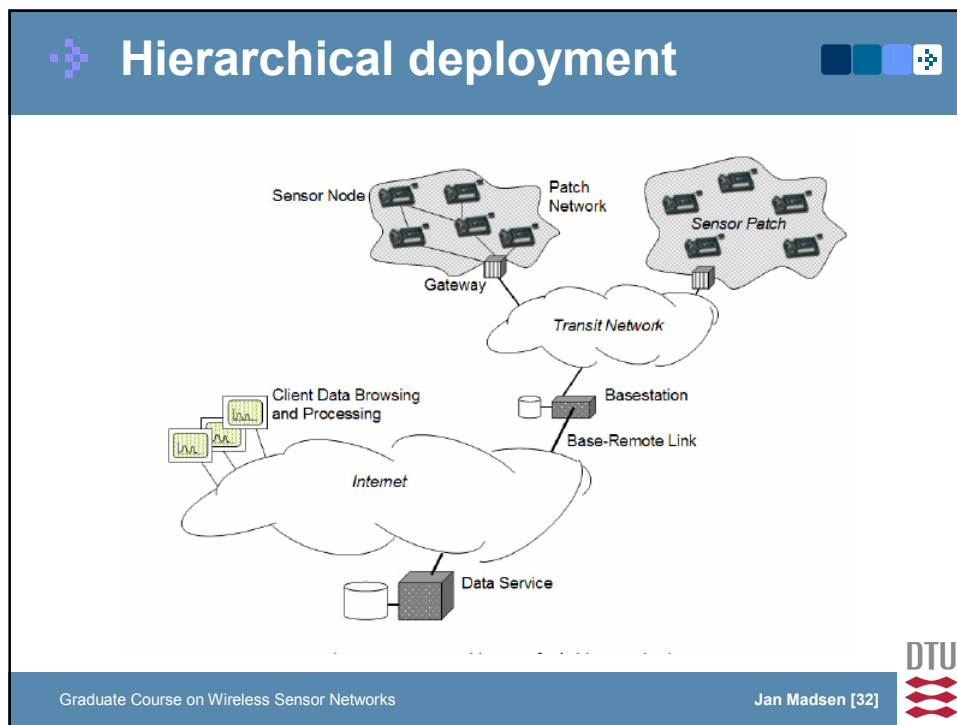 Hierarchical deployment
Sensor Node
Patch
Network
Sensor Patch
Gateway
Transit Network
Client Data Browsing
and Processing
Basestation
Base-Remote Link
Internet
Data Service
Graduate Course on Wireless Sensor Networks
Jan Madsen [32]
DTU